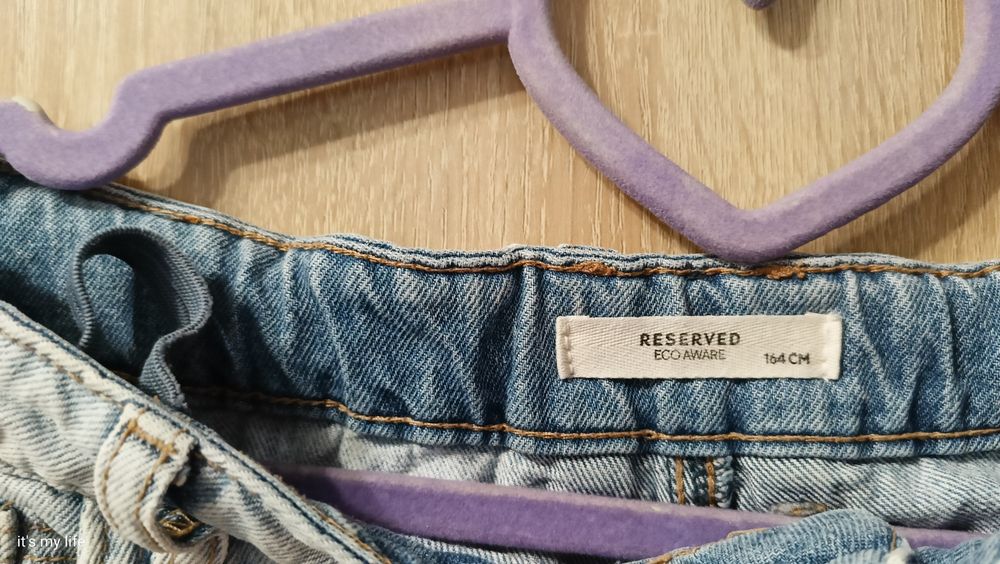 RESERVED
ECO AWARE
164 CM
it's my life